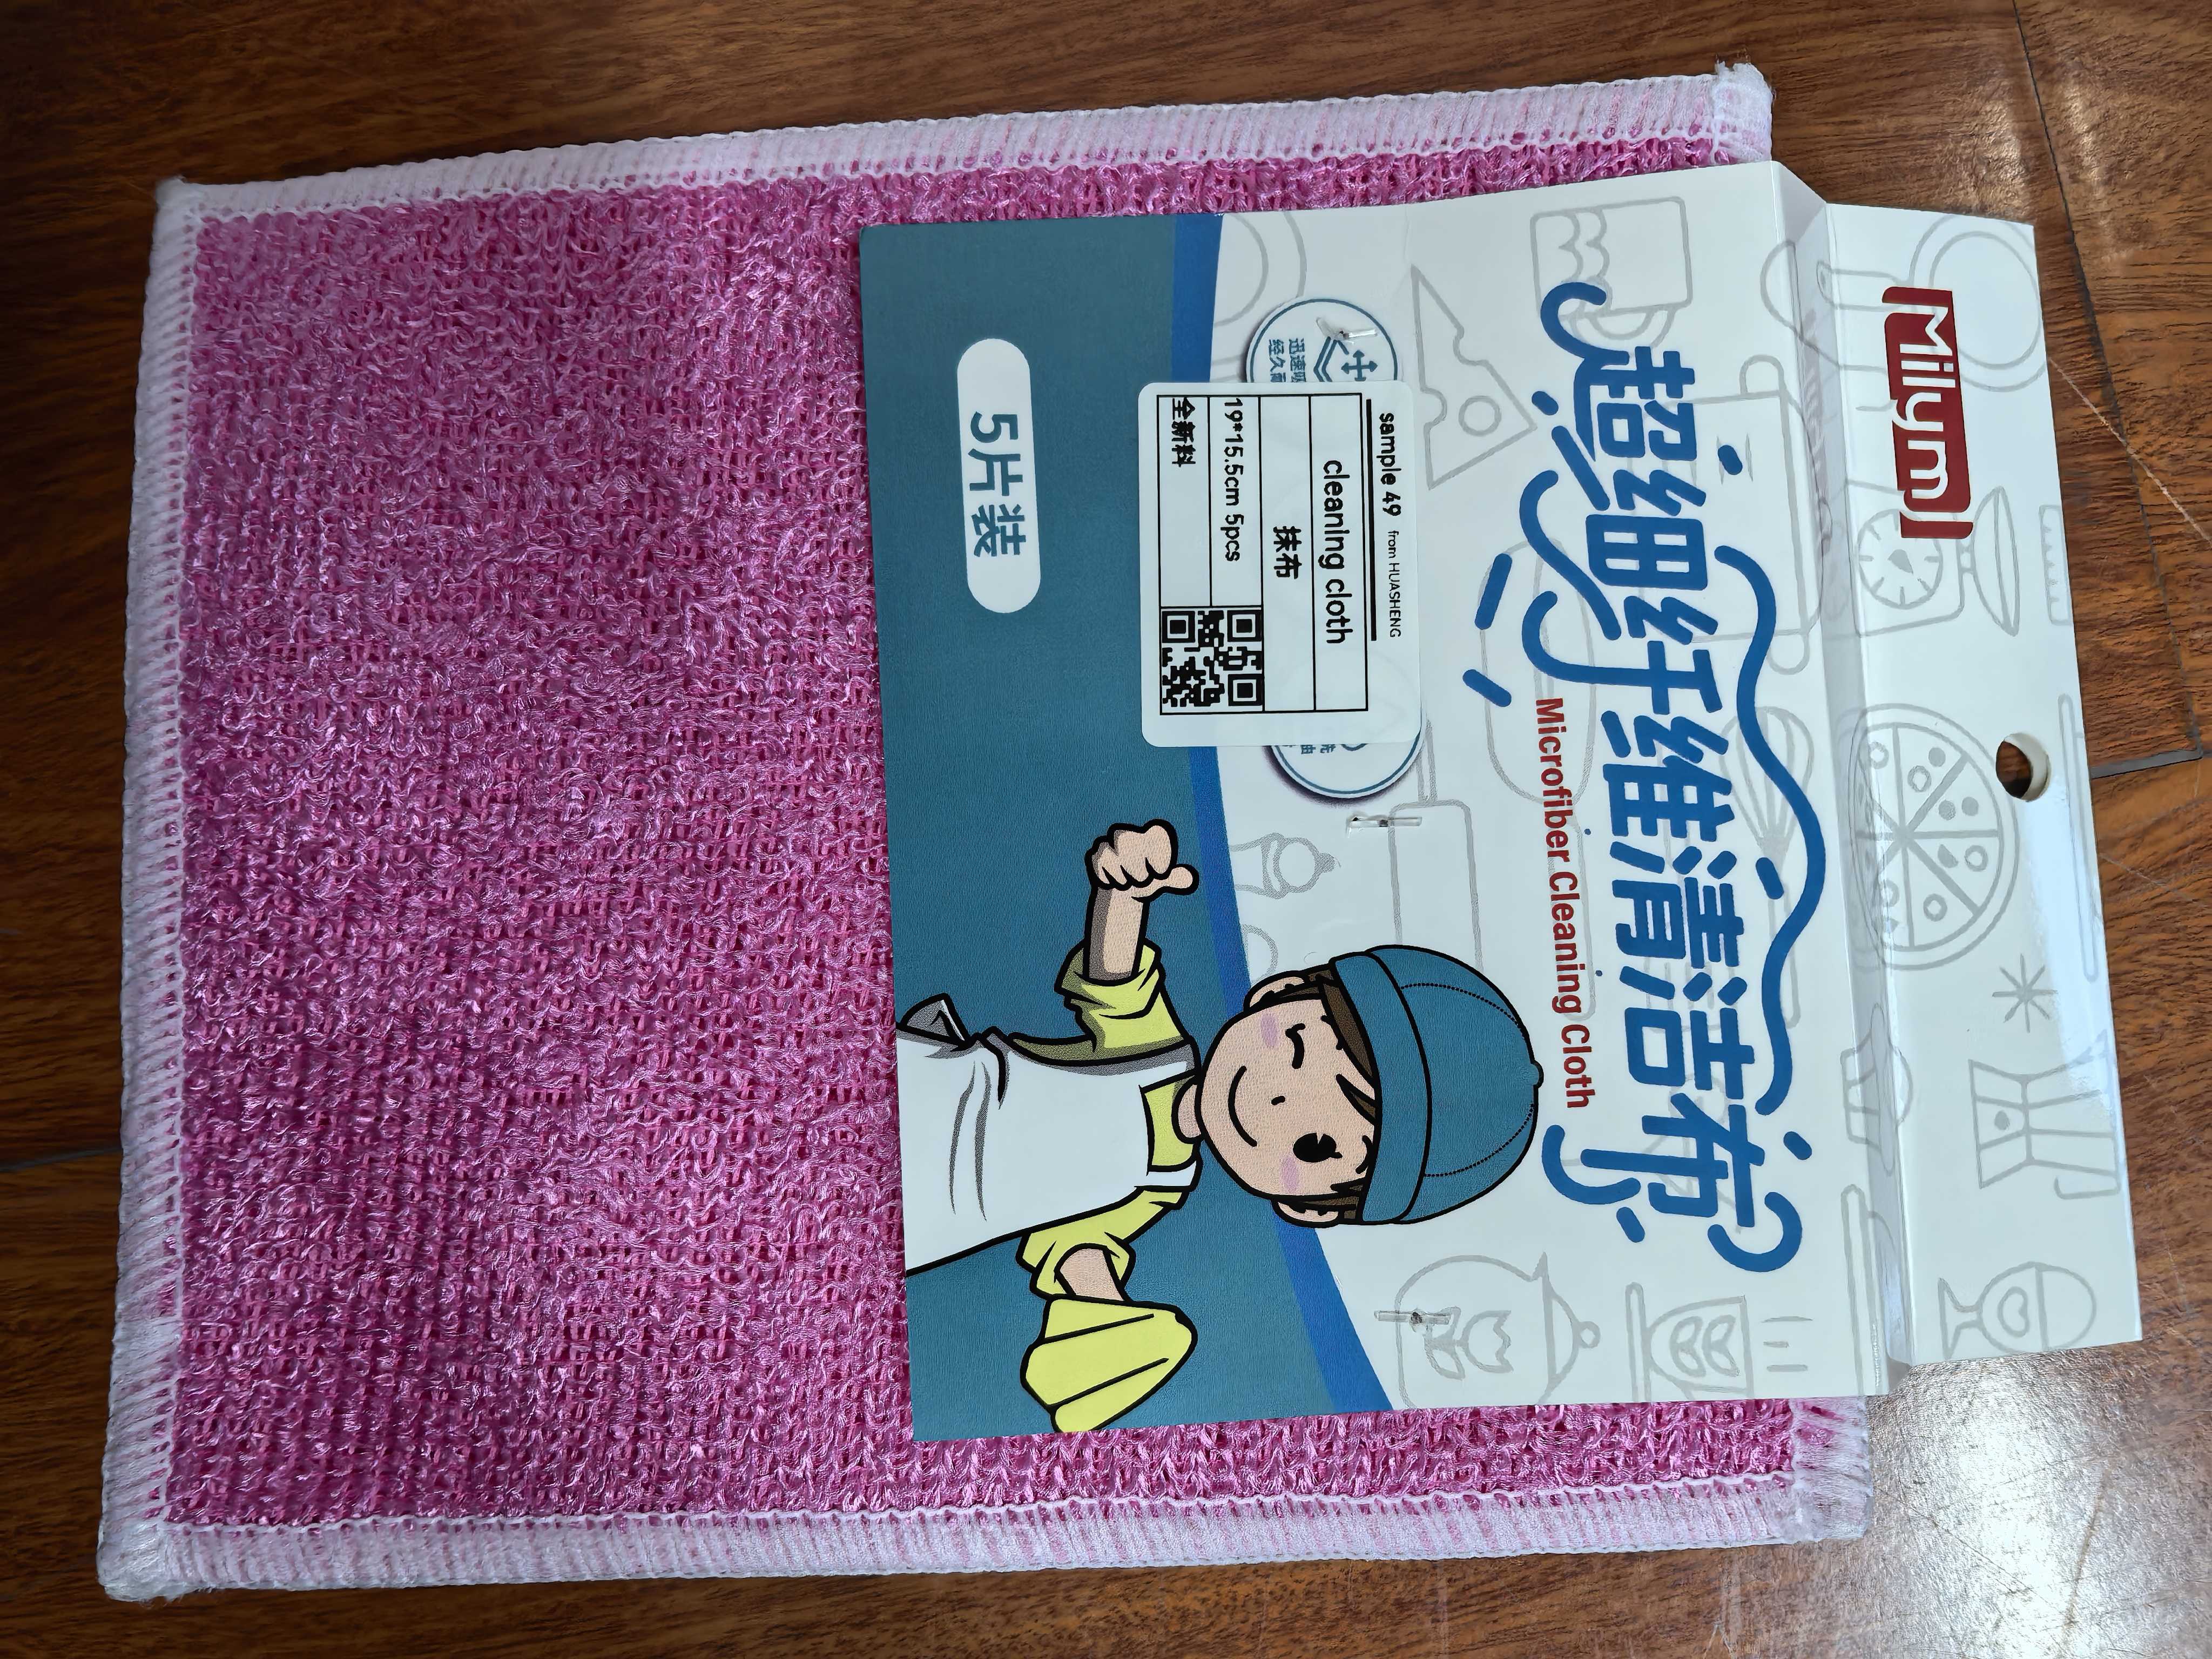 Milymi
超细纤维清洁布
Microfiber Cleaning Cloth
sample 49 from HUASHENG
cleaning cloth
抹布
19*15.5cm 5pcs
全新料
5片装